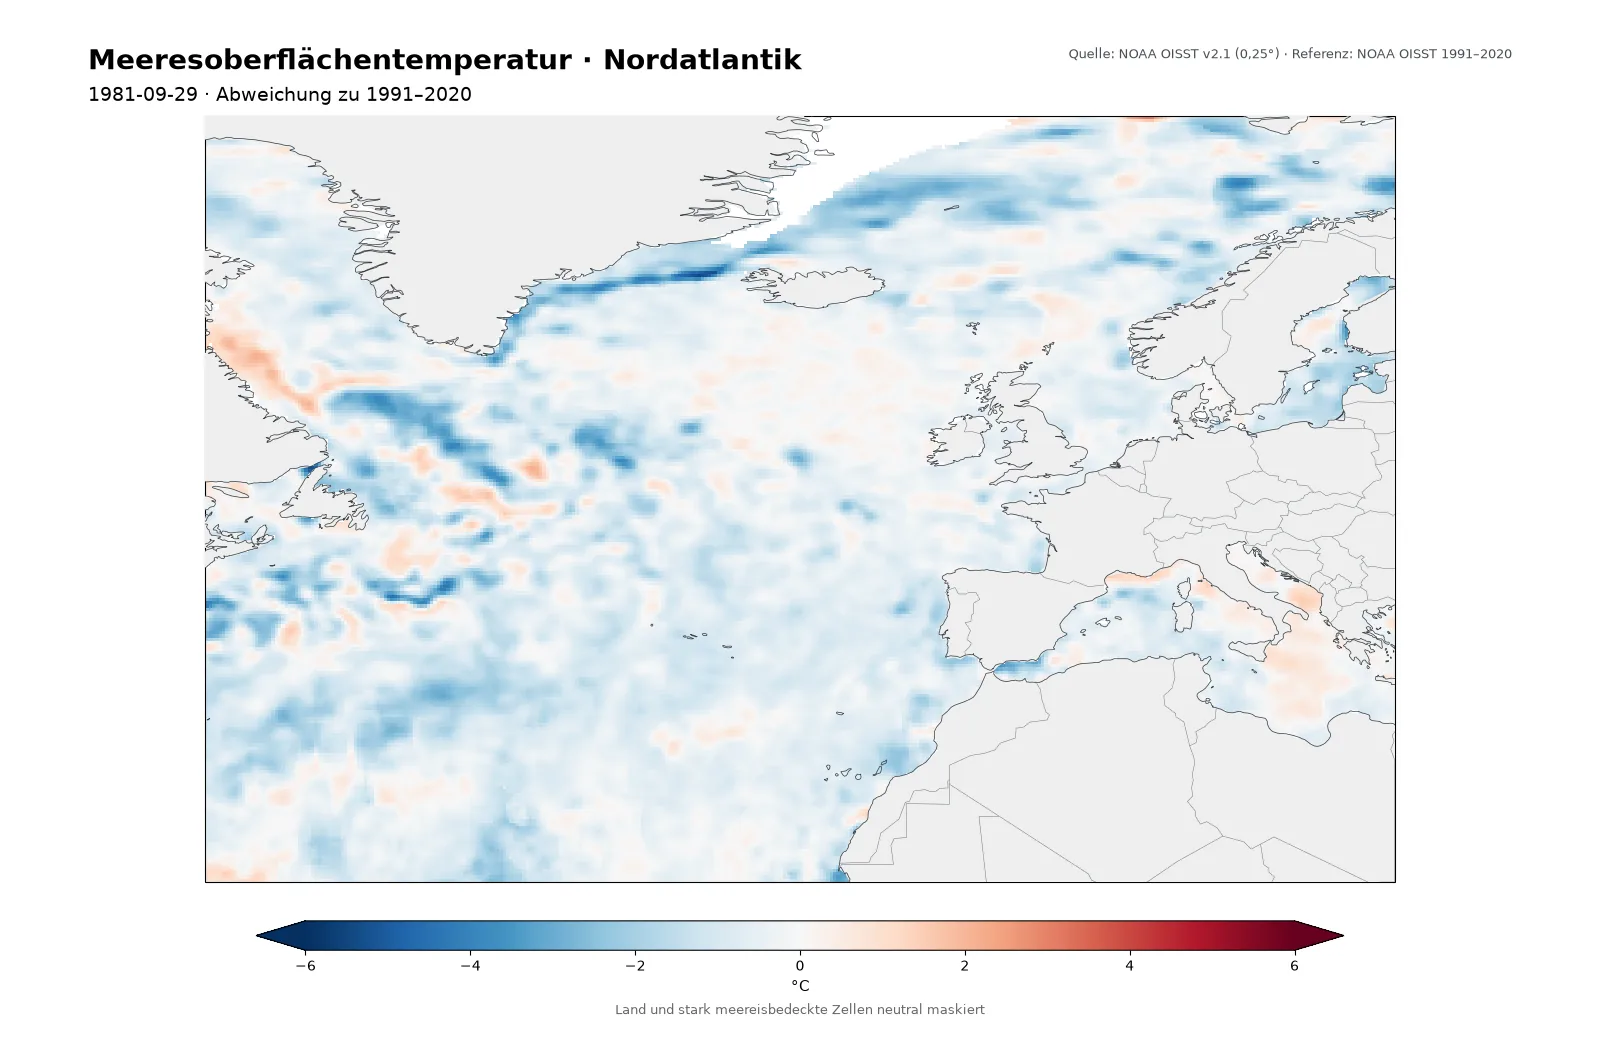 Meeresoberflächentemperatur · Nordatlantik
Quelle: NOAA OISST v2.1 (0,25°) · Referenz: NOAA OISST 1991–2020
1981-09-29 · Abweichung zu 1991–2020
−6 −4 −2 0 2 4 6
°C
Land und stark meereisbedeckte Zellen neutral maskiert